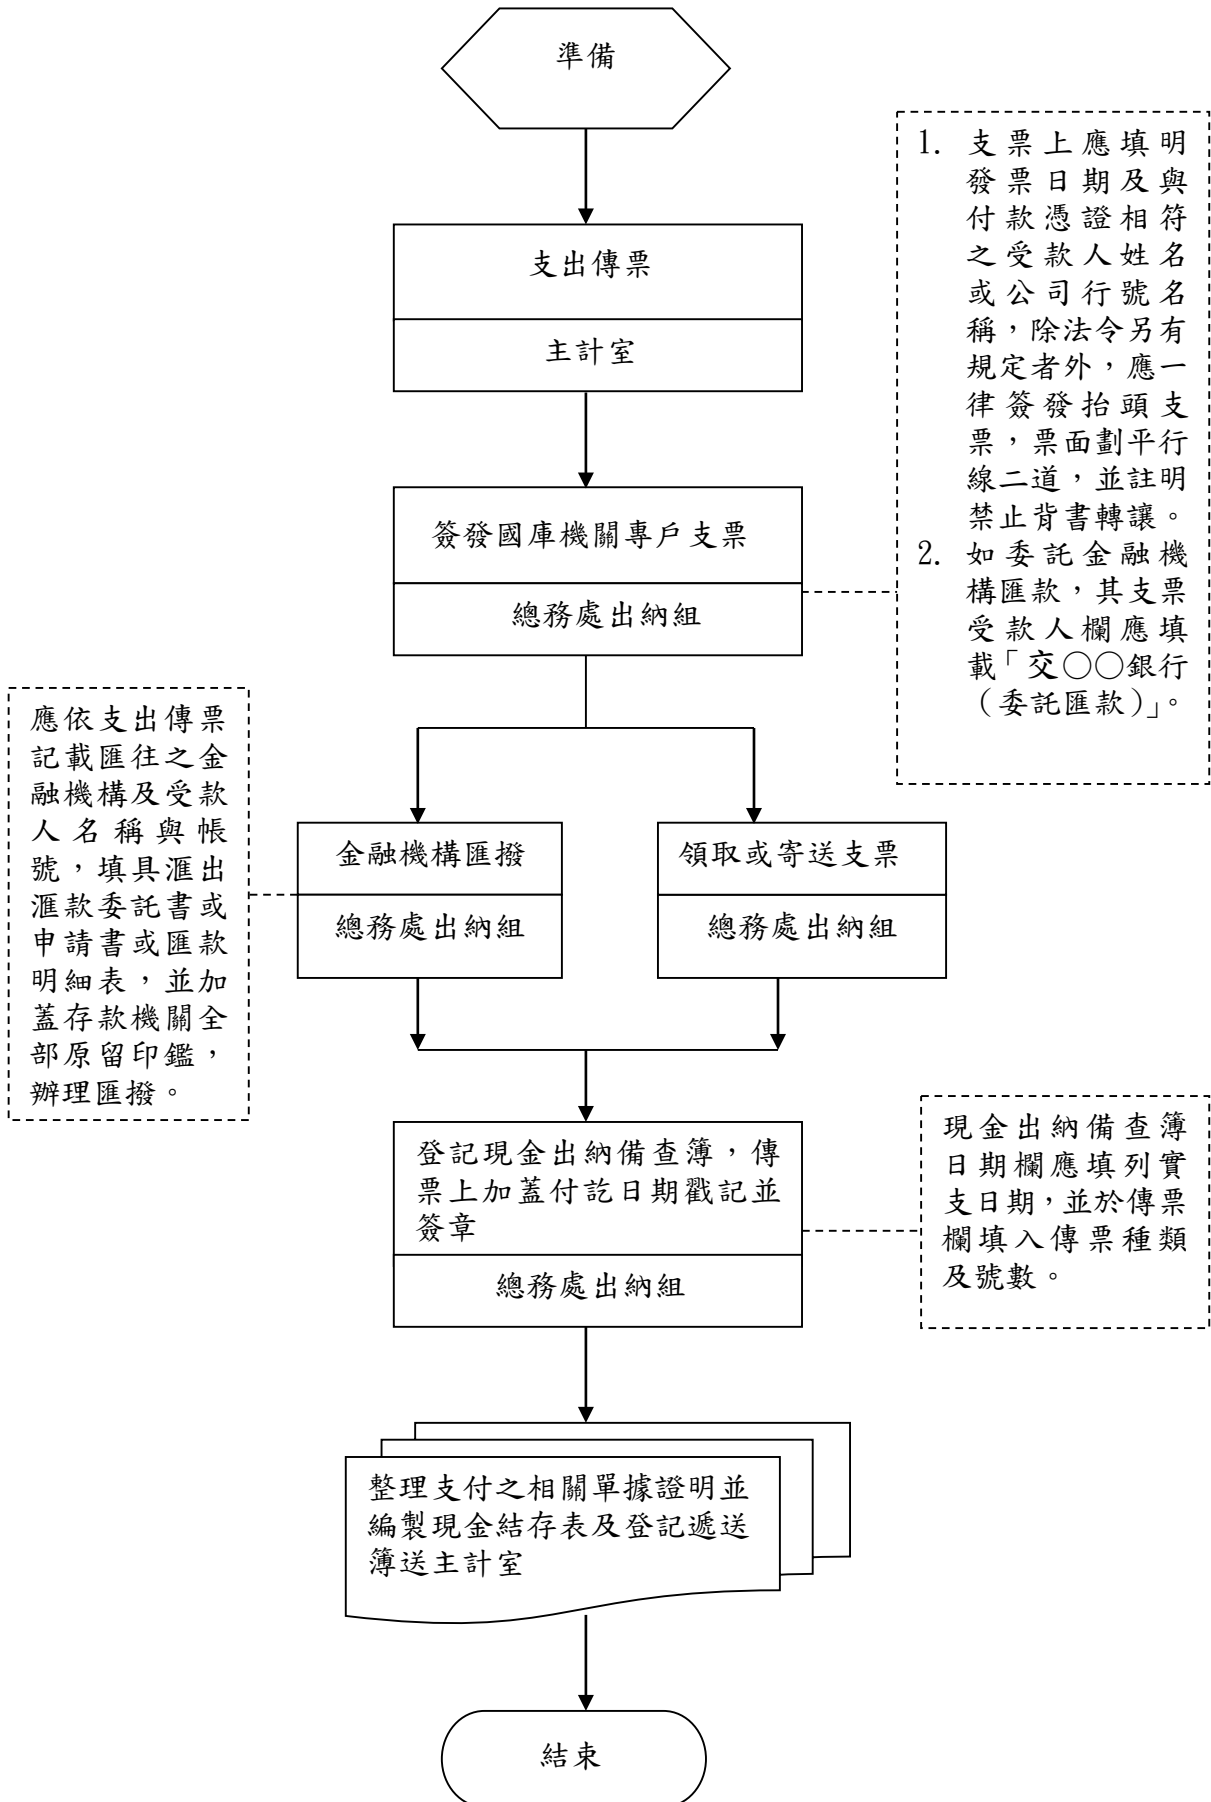 準備
1. 支票上應填明
發票日期及與
付款憑證相符
之受款人姓名
或公司行號名
稱，除法令另有
規定者外，應一
律簽發抬頭支
票，票面劃平行
線二道，並註明
禁止背書轉讓。
2. 如委託金融機
構匯款，其支票
受款人欄應填
載「交○○銀行
（委託匯款）」。
支出傳票
主計室
簽發國庫機關專戶支票
總務處出納組
應依支出傳票
記載匯往之金
融機構及受款
人名稱與帳
號，填具滙出
滙款委託書或
申請書或匯款
明細表，並加
蓋存款機關全
部原留印鑑，
辦理匯撥。
金融機構匯撥
總務處出納組
領取或寄送支票
總務處出納組
登記現金出納備查簿，傳
票上加蓋付訖日期戳記並
簽章
總務處出納組
現金出納備查簿
日期欄應填列實
支日期，並於傳票
欄填入傳票種類
及號數。
整理支付之相關單據證明並
編製現金結存表及登記遞送
簿送主計室
結束